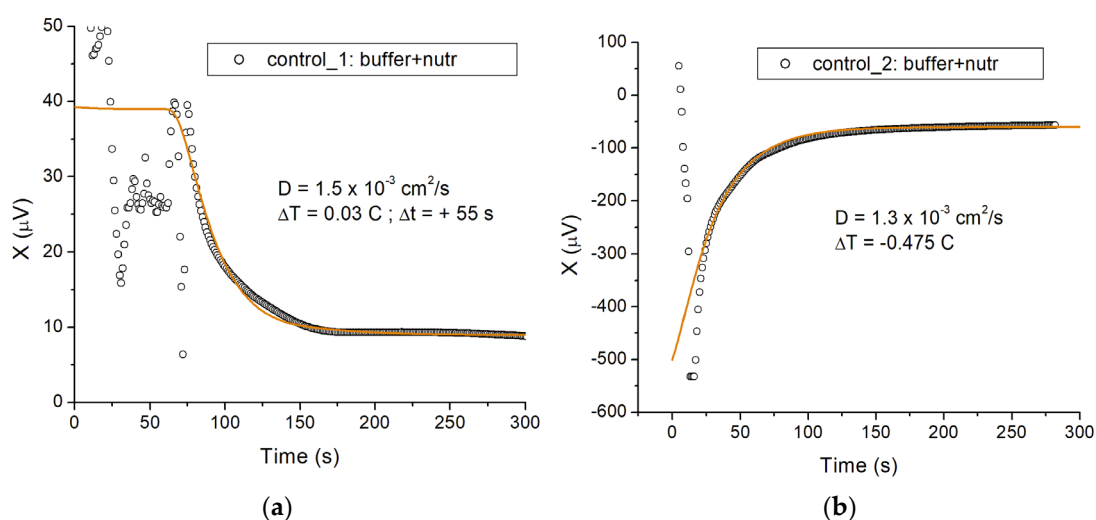 50
40
30
20
10
0
X (μV)
0
50
100
150
200
250
300
Time (s)
control_1: buffer+nutr
D = 1.5 x 10⁻³ cm²/s
ΔT = 0.03 C ; Δt = + 55 s
(a)
100
0
-100
-200
-300
-400
-500
-600
X (μV)
0
50
100
150
200
250
300
Time (s)
control_2: buffer+nutr
D = 1.3 x 10⁻³ cm²/s
ΔT = -0.475 C
(b)